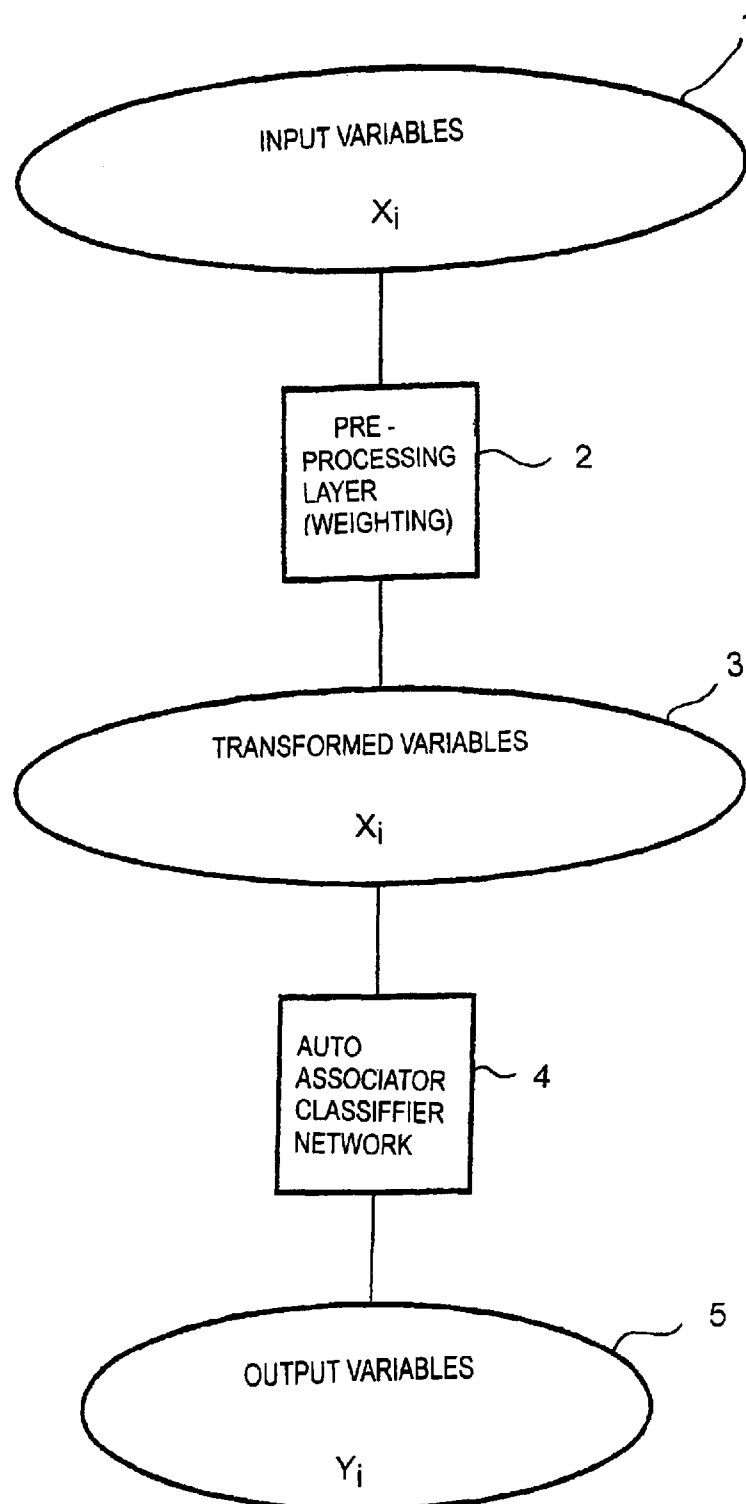 INPUT VARIABLES
Xi
PRE -
PROCESSING
LAYER
(WEIGHTING)
2
3
TRANSFORMED VARIABLES
Xi
AUTO
ASSOCIATOR
CLASSIFFIER
NETWORK
4
5
OUTPUT VARIABLES
Yi